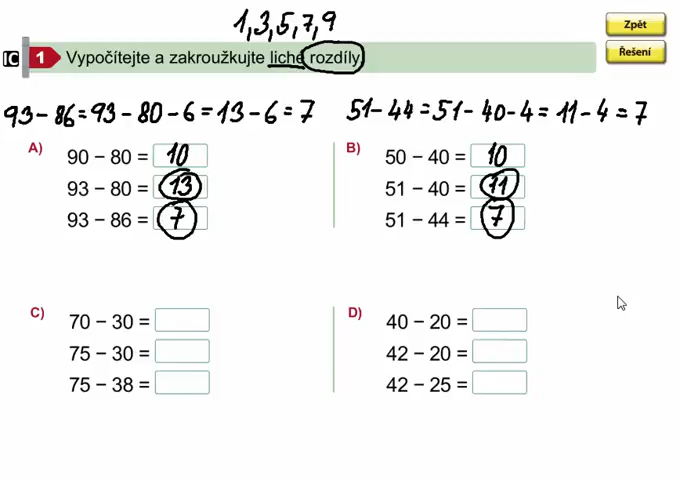 1,3,5,7,9
Zpět
1 Vypočítejte a zakroužkujte liché rozdíly.
Řešení
93-86=93-80-6=13-6=7
51-44=51-40-4=11-4=7
A)
90 − 80 = 10
93 − 80 = 13
93 − 86 = 7
B)
50 − 40 = 10
51 − 40 = 11
51 − 44 = 7
C)
70 − 30 =
75 − 30 =
75 − 38 =
D)
40 − 20 =
42 − 20 =
42 − 25 =